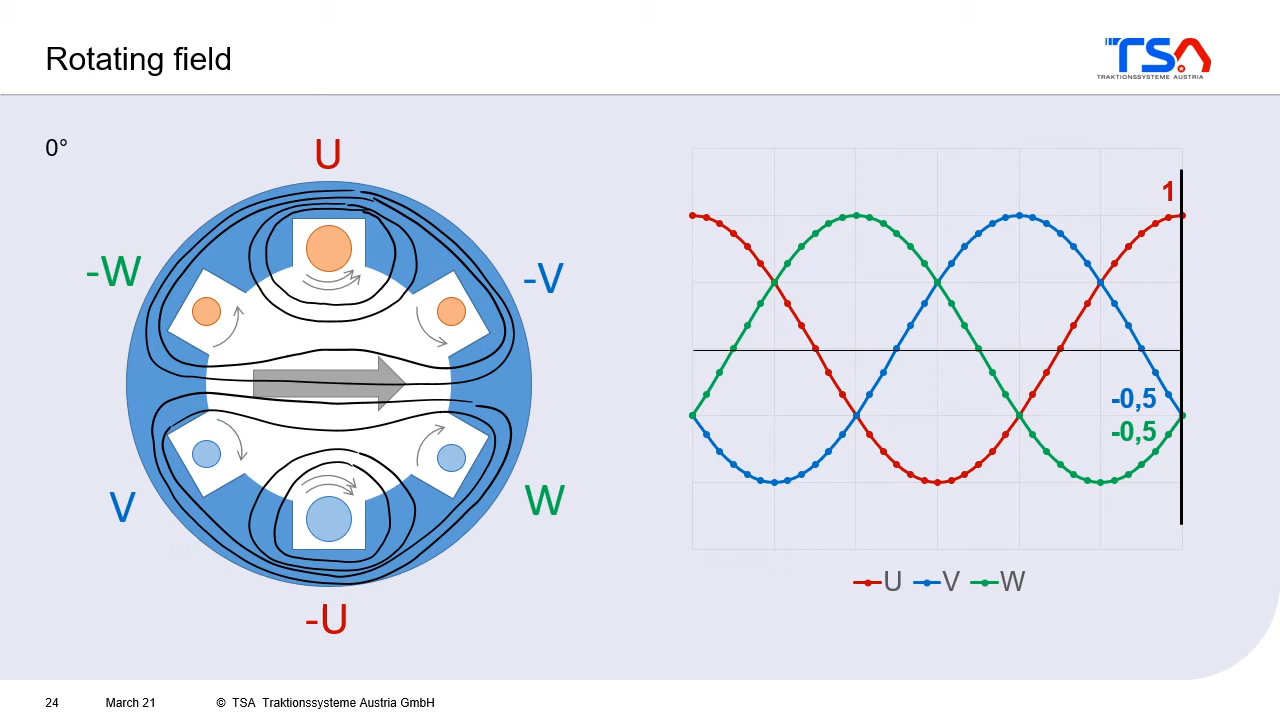 Rotating field
TSA
TRAKTIONSSYSTEME AUSTRIA
0°
U
-W
-V
V
W
-U
1
-0,5
-0,5
U V W
24 March 21 © TSA Traktionssysteme Austria GmbH